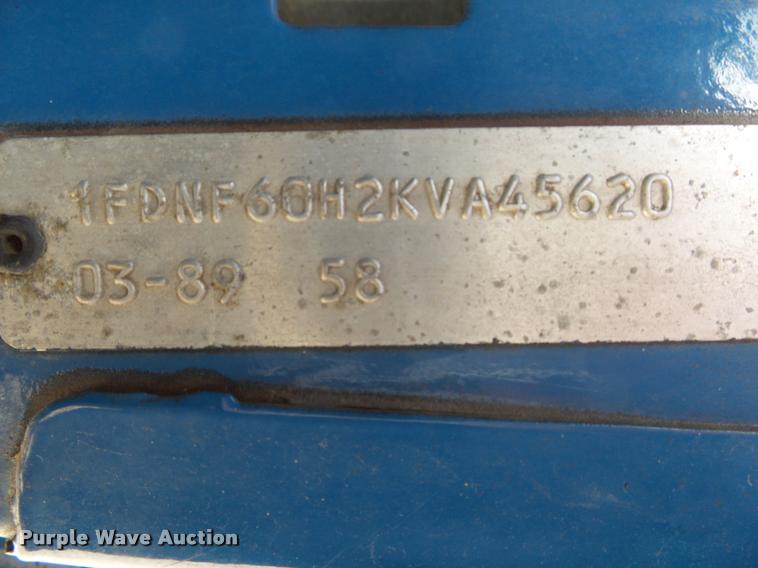 1FDNF60H2KVA45620
03-89 58
Purple Wave Auction